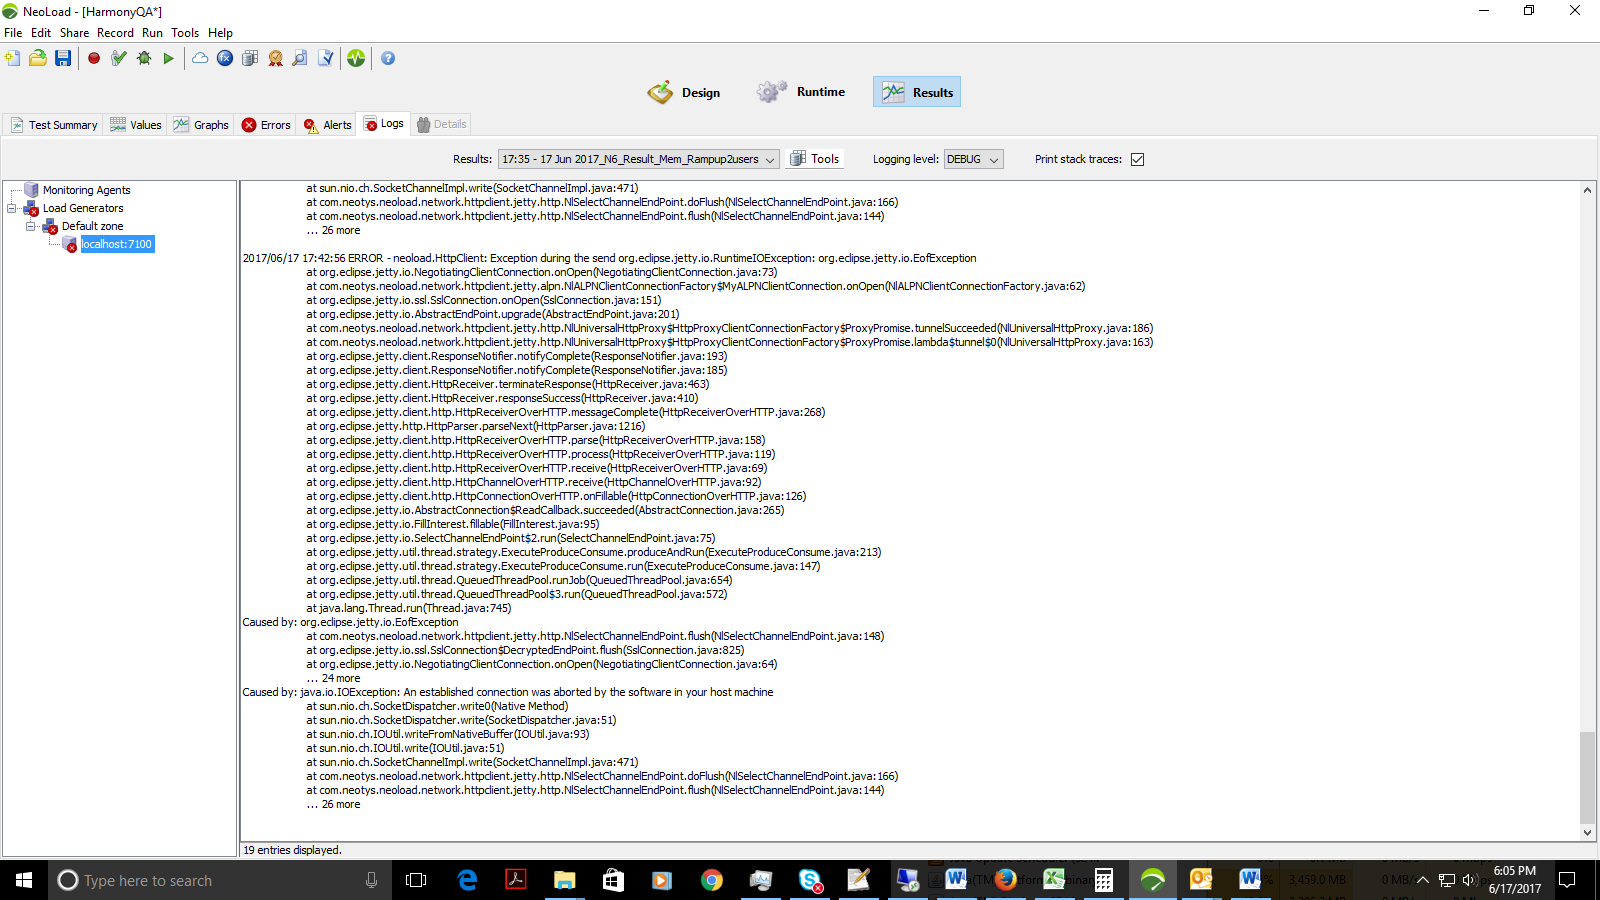 NeoLoad - [HarmonyQA*]
File Edit Share Record Run Tools Help
Design Runtime Results
Test Summary Values Graphs Errors Alerts Logs Details
Results: 17:35 - 17 Jun 2017_N6_Result_Mem_Rampup2users Tools Logging level: DEBUG Print stack traces:
Monitoring Agents
Load Generators
Default zone
localhost:7100
at sun.nio.ch.SocketChannelImpl.write(SocketChannelImpl.java:471)
at com.neotys.neoload.network.httpclient.jetty.http.NlSelectChannelEndPoint.doFlush(NlSelectChannelEndPoint.java:166)
at com.neotys.neoload.network.httpclient.jetty.http.NlSelectChannelEndPoint.flush(NlSelectChannelEndPoint.java:144)
... 26 more
2017/06/17 17:42:56 ERROR - neoload.HttpClient: Exception during the send org.eclipse.jetty.io.RuntimeIOException: org.eclipse.jetty.io.EofException
at org.eclipse.jetty.io.NegotiatingClientConnection.onOpen(NegotiatingClientConnection.java:73)
at com.neotys.neoload.network.httpclient.jetty.alpn.NlALPNClientConnectionFactory$MyALPNClientConnection.onOpen(NlALPNClientConnectionFactory.java:62)
at org.eclipse.jetty.io.ssl.SslConnection.onOpen(SslConnection.java:151)
at org.eclipse.jetty.io.AbstractEndPoint.upgrade(AbstractEndPoint.java:201)
at com.neotys.neoload.network.httpclient.jetty.http.NlUniversalHttpProxy$HttpProxyClientConnectionFactory$ProxyPromise.tunnelSucceeded(NlUniversalHttpProxy.java:186)
at com.neotys.neoload.network.httpclient.jetty.http.NlUniversalHttpProxy$HttpProxyClientConnectionFactory$ProxyPromise.lambda$tunnel$0(NlUniversalHttpProxy.java:163)
at org.eclipse.jetty.client.ResponseNotifier.notifyComplete(ResponseNotifier.java:193)
at org.eclipse.jetty.client.ResponseNotifier.notifyComplete(ResponseNotifier.java:185)
at org.eclipse.jetty.client.HttpReceiver.terminateResponse(HttpReceiver.java:463)
at org.eclipse.jetty.client.HttpReceiver.responseSuccess(HttpReceiver.java:410)
at org.eclipse.jetty.client.http.HttpReceiverOverHTTP.messageComplete(HttpReceiverOverHTTP.java:268)
at org.eclipse.jetty.http.HttpParser.parseNext(HttpParser.java:1216)
at org.eclipse.jetty.client.http.HttpReceiverOverHTTP.parse(HttpReceiverOverHTTP.java:158)
at org.eclipse.jetty.client.http.HttpReceiverOverHTTP.process(HttpReceiverOverHTTP.java:119)
at org.eclipse.jetty.client.http.HttpReceiverOverHTTP.receive(HttpReceiverOverHTTP.java:69)
at org.eclipse.jetty.client.http.HttpChannelOverHTTP.receive(HttpChannelOverHTTP.java:92)
at org.eclipse.jetty.client.http.HttpConnectionOverHTTP.onFillable(HttpConnectionOverHTTP.java:126)
at org.eclipse.jetty.io.AbstractConnection$ReadCallback.succeeded(AbstractConnection.java:265)
at org.eclipse.jetty.io.FillInterest.fillable(FillInterest.java:95)
at org.eclipse.jetty.io.SelectChannelEndPoint$2.run(SelectChannelEndPoint.java:75)
at org.eclipse.jetty.util.thread.strategy.ExecuteProduceConsume.produceAndRun(ExecuteProduceConsume.java:213)
at org.eclipse.jetty.util.thread.strategy.ExecuteProduceConsume.run(ExecuteProduceConsume.java:147)
at org.eclipse.jetty.util.thread.QueuedThreadPool.runJob(QueuedThreadPool.java:654)
at org.eclipse.jetty.util.thread.QueuedThreadPool$3.run(QueuedThreadPool.java:572)
at java.lang.Thread.run(Thread.java:745)
Caused by: org.eclipse.jetty.io.EofException
at com.neotys.neoload.network.httpclient.jetty.http.NlSelectChannelEndPoint.flush(NlSelectChannelEndPoint.java:148)
at org.eclipse.jetty.io.ssl.SslConnection$DecryptedEndPoint.flush(SslConnection.java:825)
at org.eclipse.jetty.io.NegotiatingClientConnection.onOpen(NegotiatingClientConnection.java:64)
... 24 more
Caused by: java.io.IOException: An established connection was aborted by the software in your host machine
at sun.nio.ch.SocketDispatcher.write0(Native Method)
at sun.nio.ch.SocketDispatcher.write(SocketDispatcher.java:51)
at sun.nio.ch.IOUtil.writeFromNativeBuffer(IOUtil.java:93)
at sun.nio.ch.IOUtil.write(IOUtil.java:51)
at sun.nio.ch.SocketChannelImpl.write(SocketChannelImpl.java:471)
at com.neotys.neoload.network.httpclient.jetty.http.NlSelectChannelEndPoint.doFlush(NlSelectChannelEndPoint.java:166)
at com.neotys.neoload.network.httpclient.jetty.http.NlSelectChannelEndPoint.flush(NlSelectChannelEndPoint.java:144)
... 26 more
19 entries displayed.
Type here to search
6:05 PM
6/17/2017